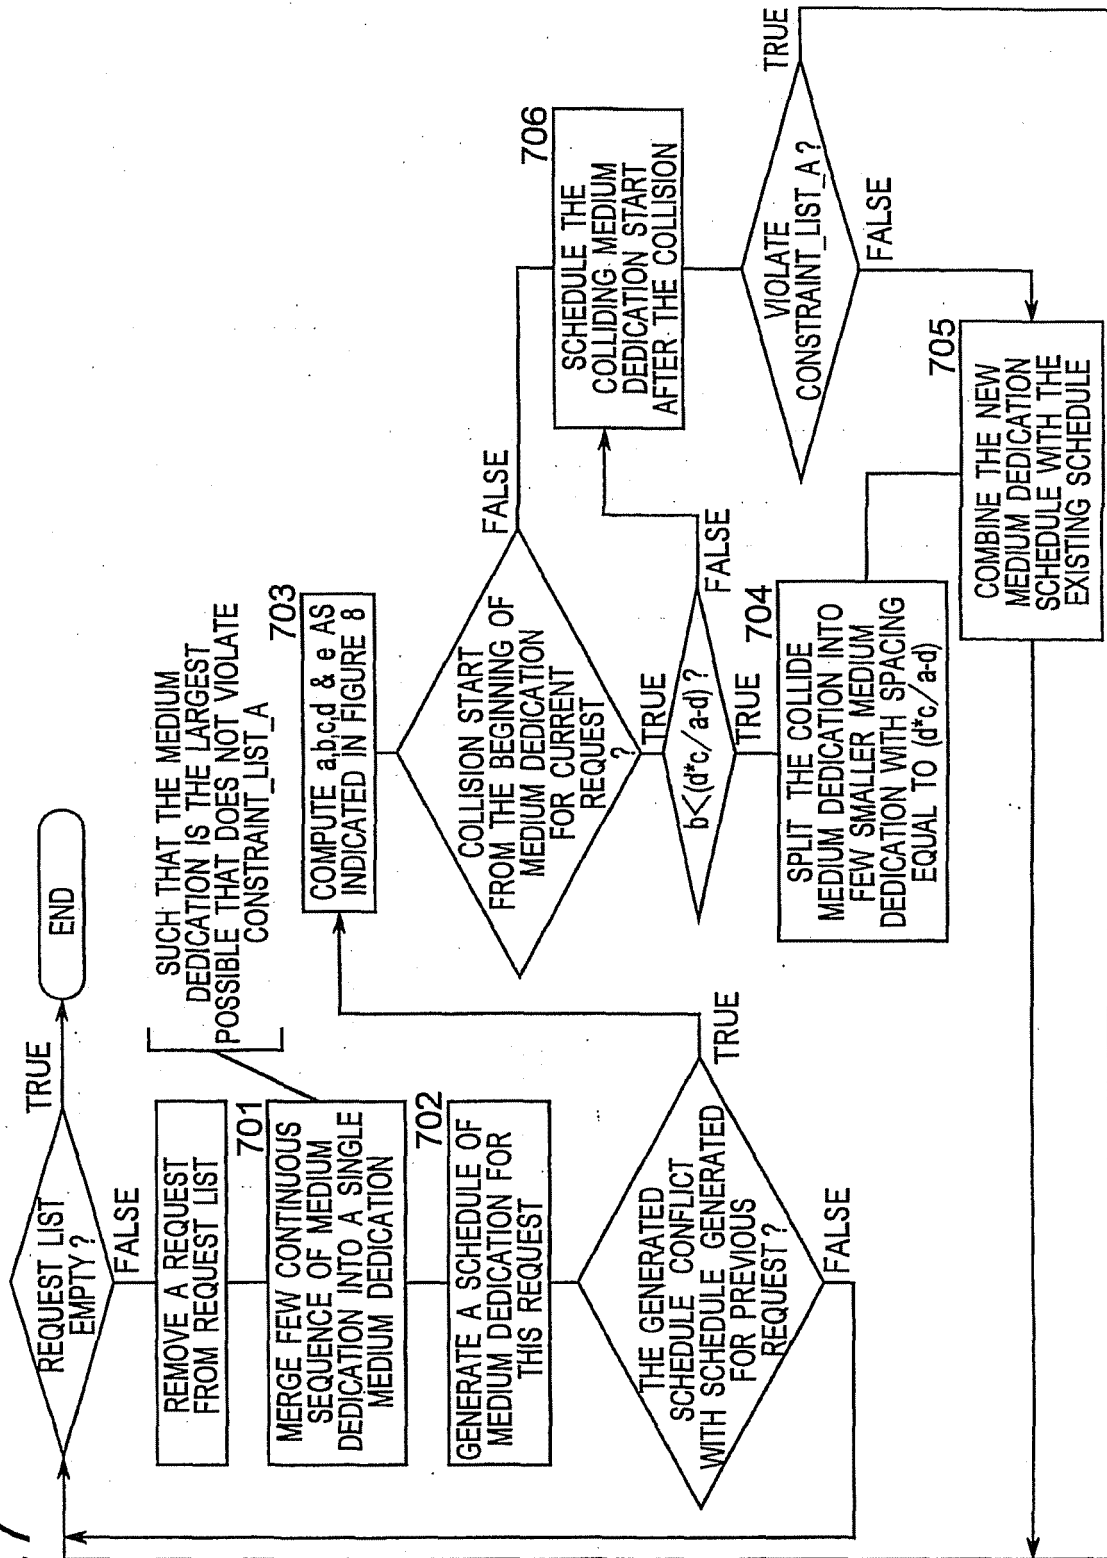 REQUEST LIST
EMPTY ?
TRUE
END
FALSE
REMOVE A REQUEST
FROM REQUEST LIST
701
MERGE FEW CONTINUOUS
SEQUENCE OF MEDIUM
DEDICATION INTO A SINGLE
MEDIUM DEDICATION
SUCH THAT THE MEDIUM
DEDICATION IS THE LARGEST
POSSIBLE THAT DOES NOT VIOLATE
CONSTRAINT_LIST_A
702
GENERATE A SCHEDULE OF
MEDIUM DEDICATION FOR
THIS REQUEST
THE GENERATED
SCHEDULE CONFLICT
WITH SCHEDULE GENERATED
FOR PREVIOUS
REQUEST ?
TRUE
FALSE
703
COMPUTE a,b,c,d & e AS
INDICATED IN FIGURE 8
COLLISION START
FROM THE BEGINNING OF
MEDIUM DEDICATION
FOR CURRENT
REQUEST
?
FALSE
TRUE
b<(d*c/a-d) ?
FALSE
TRUE
704
SPLIT THE COLLIDE
MEDIUM DEDICATION INTO
FEW SMALLER MEDIUM
DEDICATION WITH SPACING
EQUAL TO (d*c/a-d)
706
SCHEDULE THE
COLLIDING MEDIUM
DEDICATION START
AFTER THE COLLISION
VIOLATE
CONSTRAINT_LIST_A ?
TRUE
FALSE
705
COMBINE THE NEW
MEDIUM DEDICATION
SCHEDULE WITH THE
EXISTING SCHEDULE